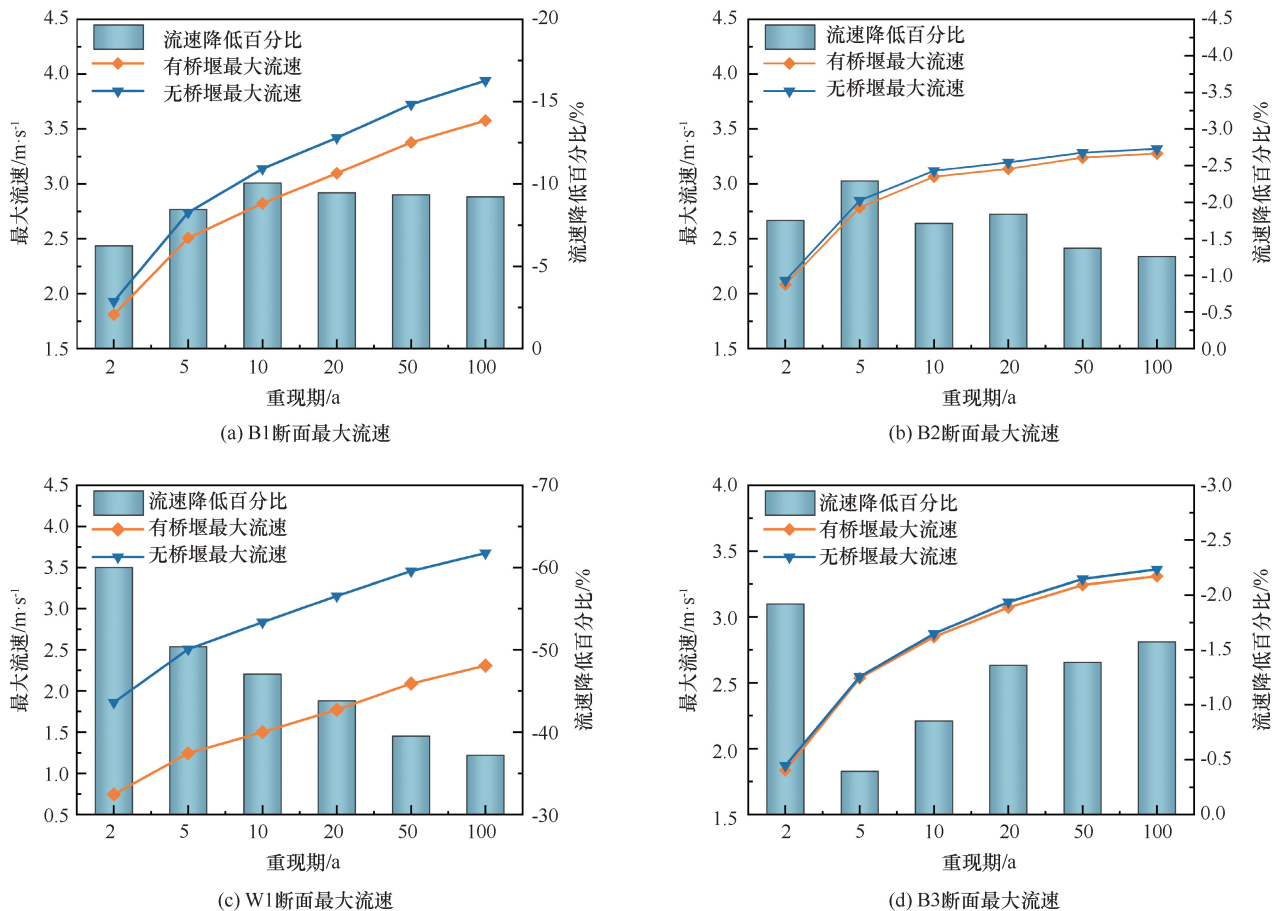 4.5
4.0
3.5
3.0
2.5
2.0
1.5
最大流速/m·s⁻¹
流速降低百分比
有桥堰最大流速
无桥堰最大流速
-20
-15
-10
-5
0
流速降低百分比/%
2 5 10 20 50 100
重现期/a
(a) B1断面最大流速
4.5
4.0
3.5
3.0
2.5
2.0
1.5
最大流速/m·s⁻¹
流速降低百分比
有桥堰最大流速
无桥堰最大流速
-4.5
-4.0
-3.5
-3.0
-2.5
-2.0
-1.5
-1.0
-0.5
0.0
流速降低百分比/%
2 5 10 20 50 100
重现期/a
(b) B2断面最大流速
4.5
4.0
3.5
3.0
2.5
2.0
1.5
1.0
0.5
最大流速/m·s⁻¹
流速降低百分比
有桥堰最大流速
无桥堰最大流速
-70
-60
-50
-40
-30
流速降低百分比/%
2 5 10 20 50 100
重现期/a
(c) W1断面最大流速
4.0
3.5
3.0
2.5
2.0
1.5
最大流速/m·s⁻¹
流速降低百分比
有桥堰最大流速
无桥堰最大流速
-3.0
-2.5
-2.0
-1.5
-1.0
-0.5
0.0
流速降低百分比/%
2 5 10 20 50 100
重现期/a
(d) B3断面最大流速